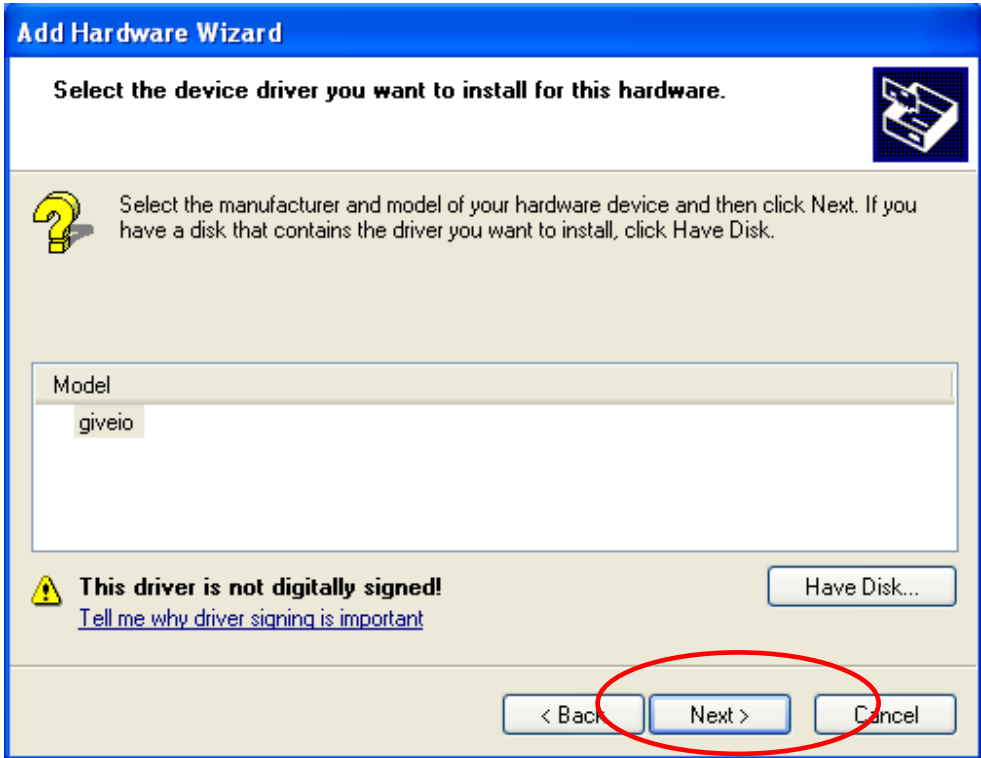 Add Hardware Wizard
Select the device driver you want to install for this hardware.
Select the manufacturer and model of your hardware device and then click Next. If you
have a disk that contains the driver you want to install, click Have Disk.
Model
giveio
This driver is not digitally signed!
Have Disk...
Tell me why driver signing is important
< Back
Next >
Cancel